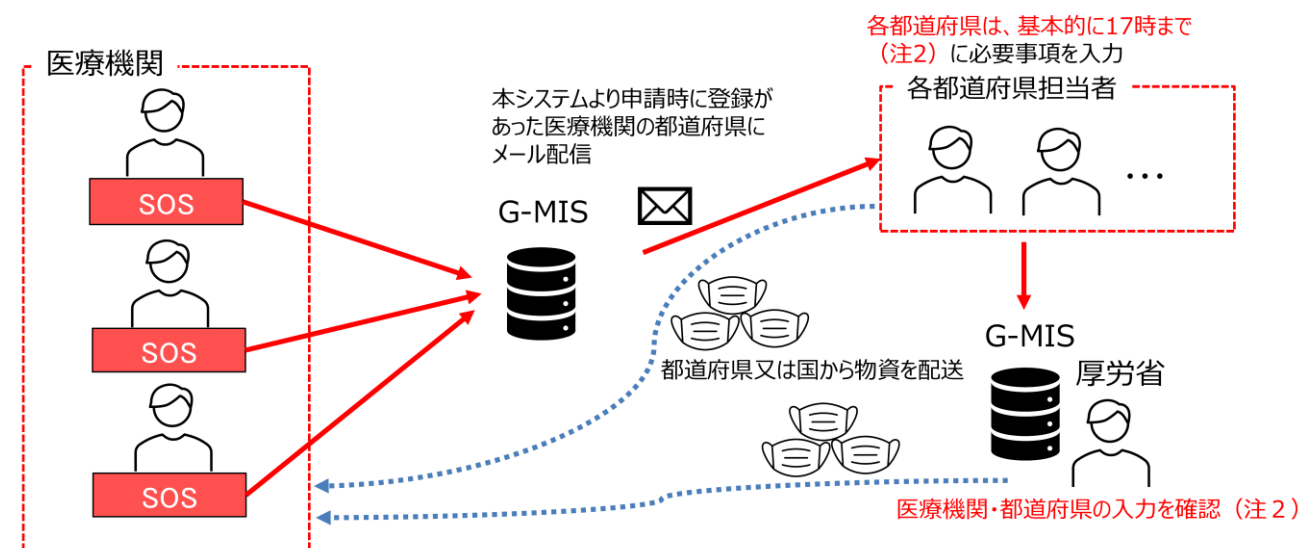 医療機関
SOS
SOS
SOS
本システムより申請時に登録が
あった医療機関の都道府県に
メール配信
G-MIS
各都道府県は、基本的に17時まで
（注2）に必要事項を入力
各都道府県担当者
…
都道府県又は国から物資を配送
G-MIS
厚労省
医療機関・都道府県の入力を確認（注２）